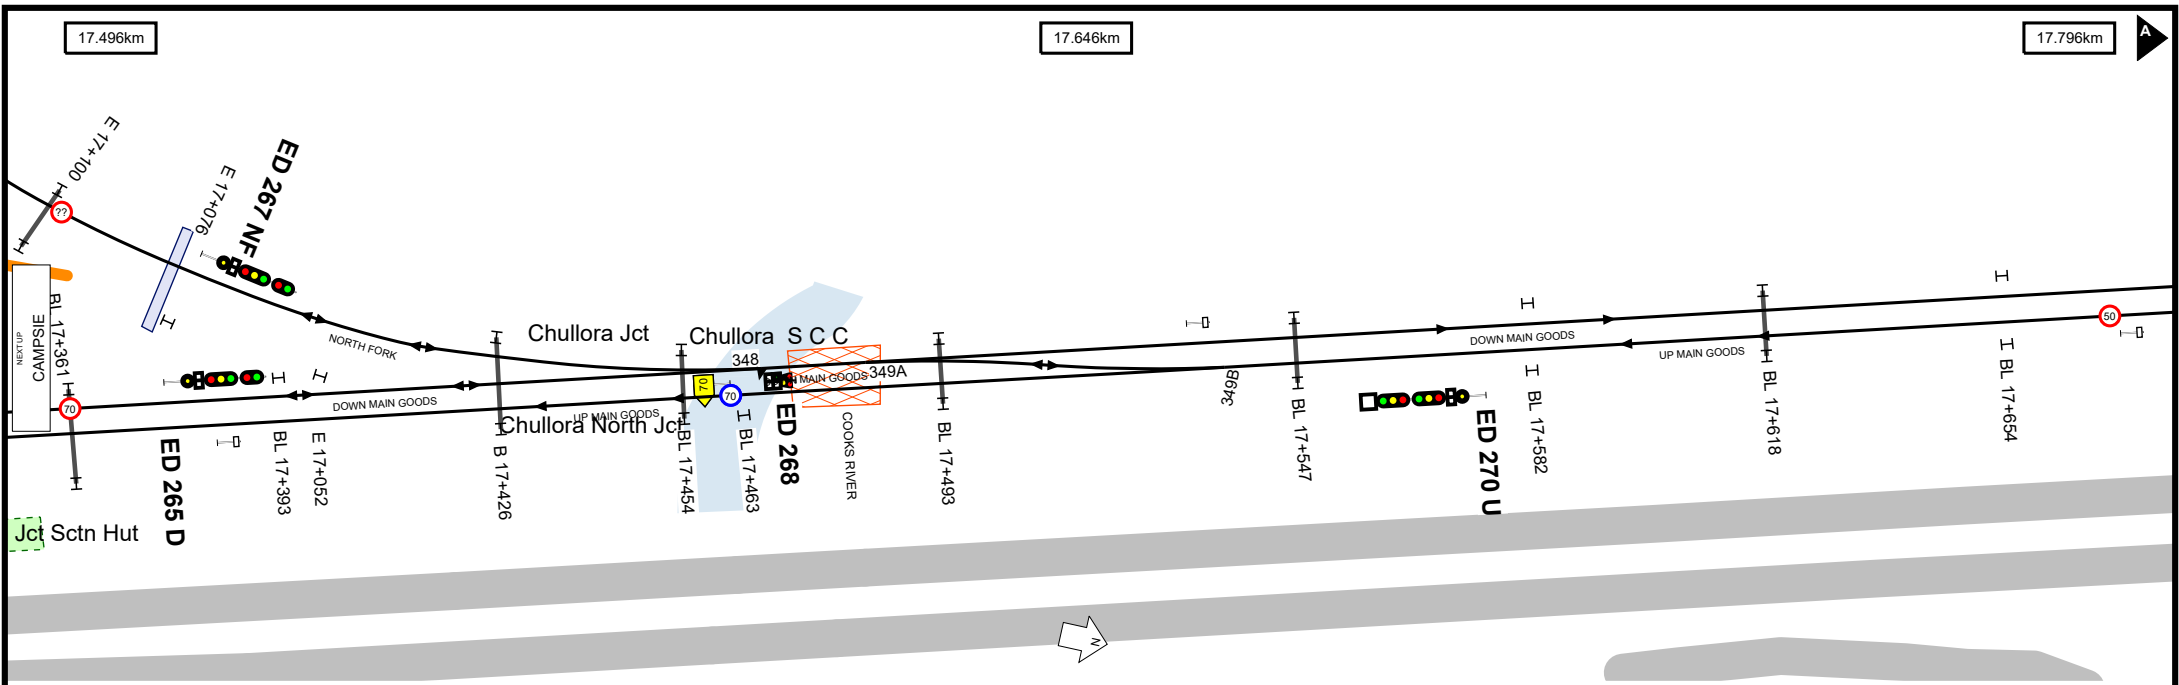 17.496km
17.646km
17.796km
A
E 17+100
??
E 17+076
ED 267 NF
NEXT UP
CAMPSIE
BL 17+361
70
NORTH FORK
DOWN MAIN GOODS
ED 265 D
BL 17+393
E 17+052
Chullora Jct
B 17+426
UP MAIN GOODS
Chullora North Jct
BL 17+454
Chullora S C C
348
70
70
BL 17+463
MAIN GOODS
349A
ED 268
COOKS RIVER
BL 17+493
349B
BL 17+547
DOWN MAIN GOODS
ED 270 U
BL 17+582
UP MAIN GOODS
BL 17+618
BL 17+654
50
Jct Sctn Hut
N